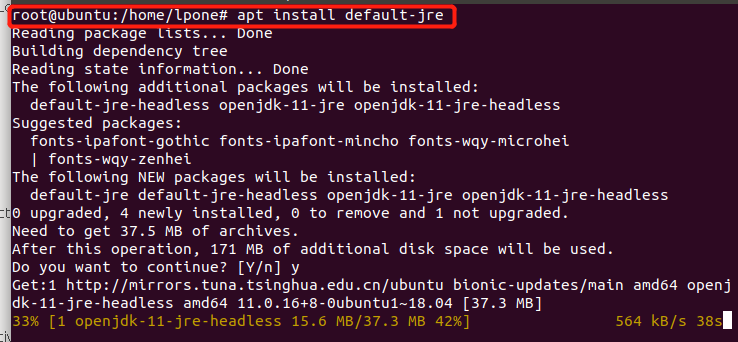 root@ubuntu:/home/lpone# apt install default-jre
Reading package lists... Done
Building dependency tree
Reading state information... Done
The following additional packages will be installed:
  default-jre-headless openjdk-11-jre openjdk-11-jre-headless
Suggested packages:
  fonts-ipafont-gothic fonts-ipafont-mincho fonts-wqy-microhei
  | fonts-wqy-zenhei
The following NEW packages will be installed:
  default-jre default-jre-headless openjdk-11-jre openjdk-11-jre-headless
0 upgraded, 4 newly installed, 0 to remove and 1 not upgraded.
Need to get 37.5 MB of archives.
After this operation, 171 MB of additional disk space will be used.
Do you want to continue? [Y/n] y
Get:1 http://mirrors.tuna.tsinghua.edu.cn/ubuntu bionic-updates/main amd64 openj
dk-11-jre-headless amd64 11.0.16+8-0ubuntu1~18.04 [37.3 MB]
33% [1 openjdk-11-jre-headless 15.6 MB/37.3 MB 42%] 564 kB/s 38s